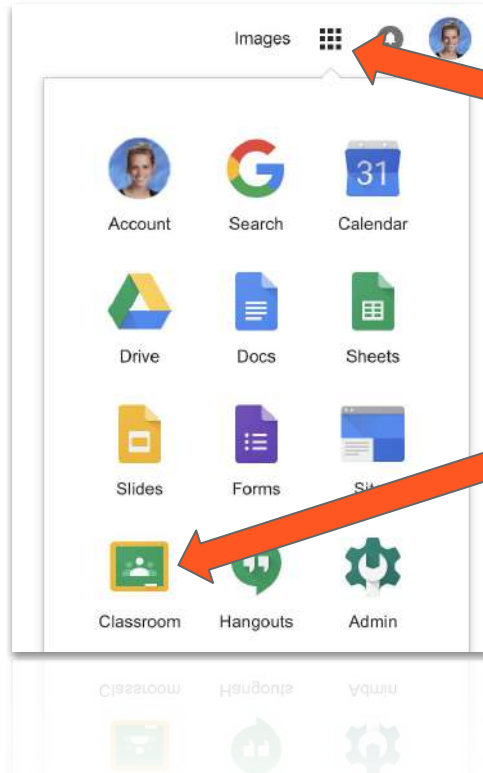 Images
Account Search Calendar
31
Drive Docs Sheets
Slides Forms
Classroom Hangouts Admin